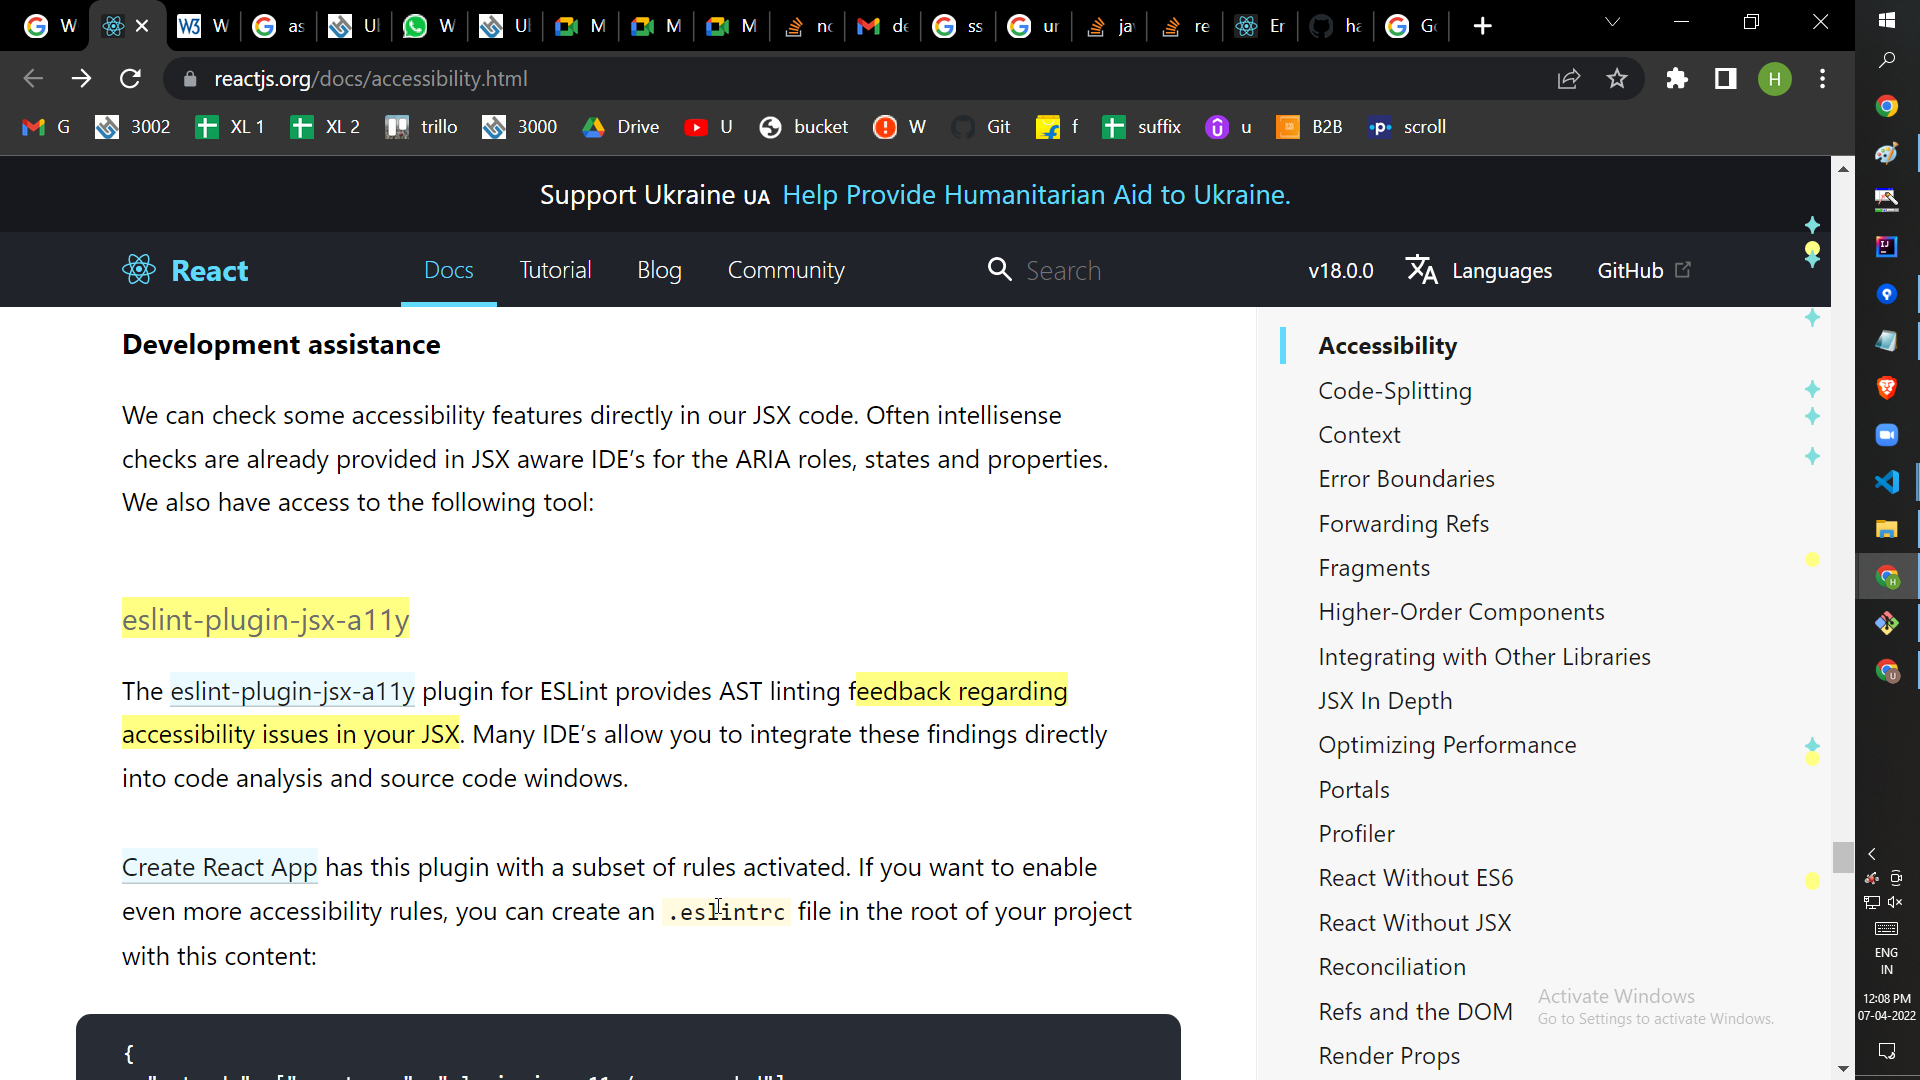 W
W
as
Ul
W
Ul
M
M
M
nc
de
ss
ur
ja
re
Er
ha
Go
reactjs.org/docs/accessibility.html
H
G
3002
XL 1
XL 2
trillo
3000
Drive
U
bucket
W
Git
f
suffix
u
B2B
scroll
Support Ukraine UA Help Provide Humanitarian Aid to Ukraine.
React
Docs
Tutorial
Blog
Community
Search
v18.0.0
Languages
GitHub
Development assistance
We can check some accessibility features directly in our JSX code. Often intellisense
checks are already provided in JSX aware IDE’s for the ARIA roles, states and properties.
We also have access to the following tool:
eslint-plugin-jsx-a11y
The eslint-plugin-jsx-a11y plugin for ESLint provides AST linting feedback regarding
accessibility issues in your JSX. Many IDE’s allow you to integrate these findings directly
into code analysis and source code windows.
Create React App has this plugin with a subset of rules activated. If you want to enable
even more accessibility rules, you can create an .eslintrc file in the root of your project
with this content:
{
Accessibility
Code-Splitting
Context
Error Boundaries
Forwarding Refs
Fragments
Higher-Order Components
Integrating with Other Libraries
JSX In Depth
Optimizing Performance
Portals
Profiler
React Without ES6
React Without JSX
Reconciliation
Refs and the DOM
Render Props
Activate Windows
Go to Settings to activate Windows.
ENG
IN
12:08 PM
07-04-2022